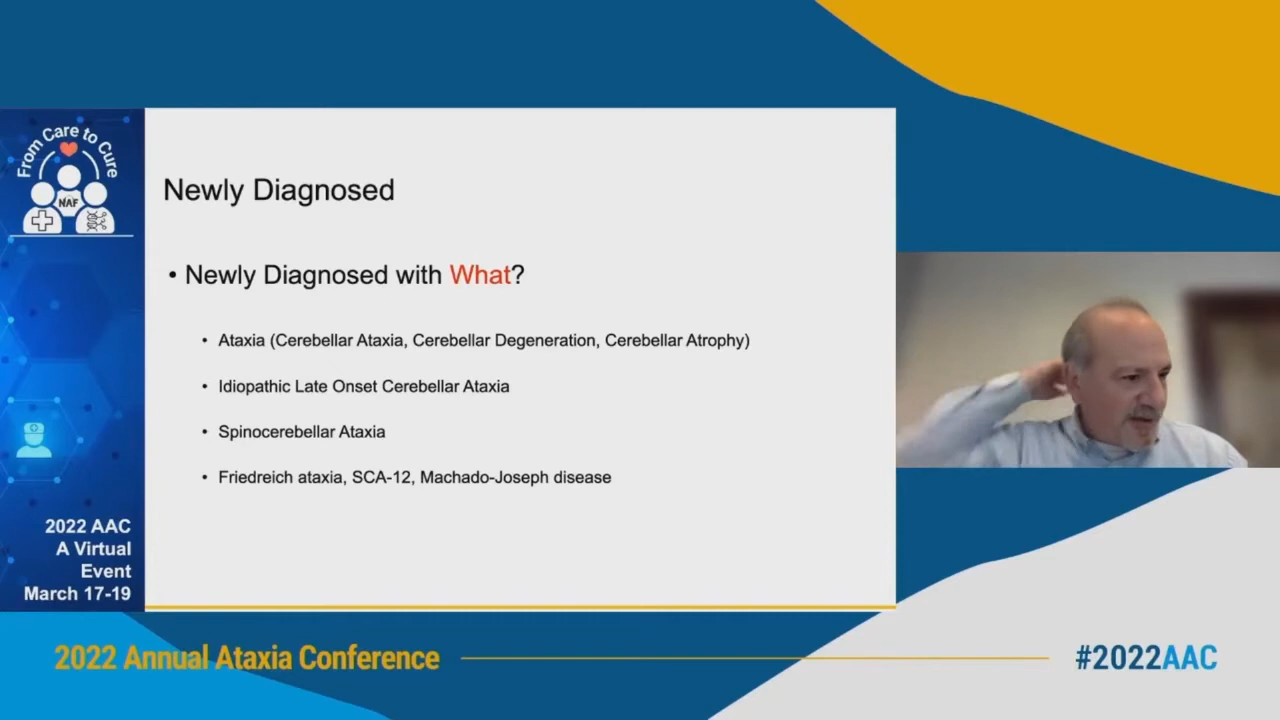 From Care to Cure
NAF
Newly Diagnosed
• Newly Diagnosed with What?
• Ataxia (Cerebellar Ataxia, Cerebellar Degeneration, Cerebellar Atrophy)
• Idiopathic Late Onset Cerebellar Ataxia
• Spinocerebellar Ataxia
• Friedreich ataxia, SCA-12, Machado-Joseph disease
2022 AAC
A Virtual
Event
March 17-19
2022 Annual Ataxia Conference
#2022AAC